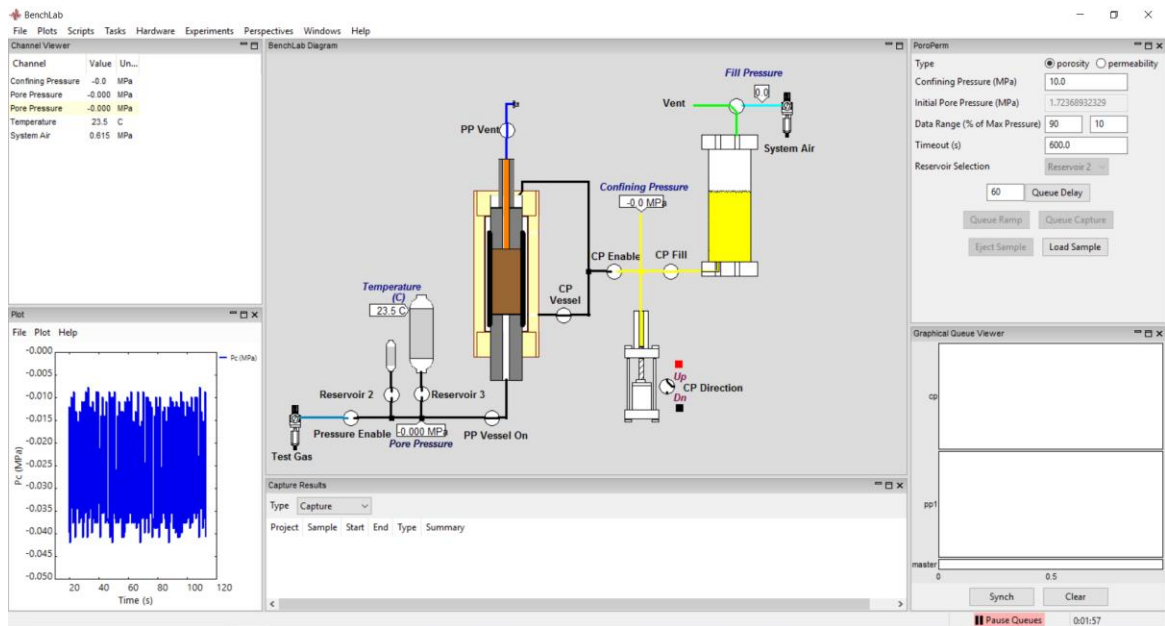 BenchLab
File Plots Scripts Tasks Hardware Experiments Perspectives Windows Help
Channel Viewer
Channel Value Un...
Confining Pressure -0.0 MPa
Pore Pressure -0.000 MPa
Pore Pressure -0.000 MPa
Temperature 23.5 C
System Air 0.615 MPa
Plot
File Plot Help
Pc (MPa)
-0.000
-0.005
-0.010
-0.015
-0.020
-0.025
-0.030
-0.035
-0.040
-0.045
-0.050
Pc (MPa)
20 40 60 80 100 120
Time (s)
BenchLab Diagram
Fill Pressure
0.0
Vent
System Air
PP Vent
Confining Pressure
-0.0 MPa
CP Enable
CP Fill
CP
Vessel
Temperature
(C)
23.5 C
Reservoir 2
Reservoir 3
Up
CP Direction
Dn
Pressure Enable
-0.000 MPa
PP Vessel On
Pore Pressure
Test Gas
Capture Results
Type Capture
Project Sample Start End Type Summary
PoroPerm
Type porosity permeability
Confining Pressure (MPa) 10.0
Initial Pore Pressure (MPa) 1.72368932329
Data Range (% of Max Pressure) 90 10
Timeout (s) 600.0
Reservoir Selection Reservoir 2
60 Queue Delay
Queue Ramp Queue Capture
Eject Sample Load Sample
Graphical Queue Viewer
cp
pp1
master
0 0.5
Synch Clear
Pause Queues 0:01:57